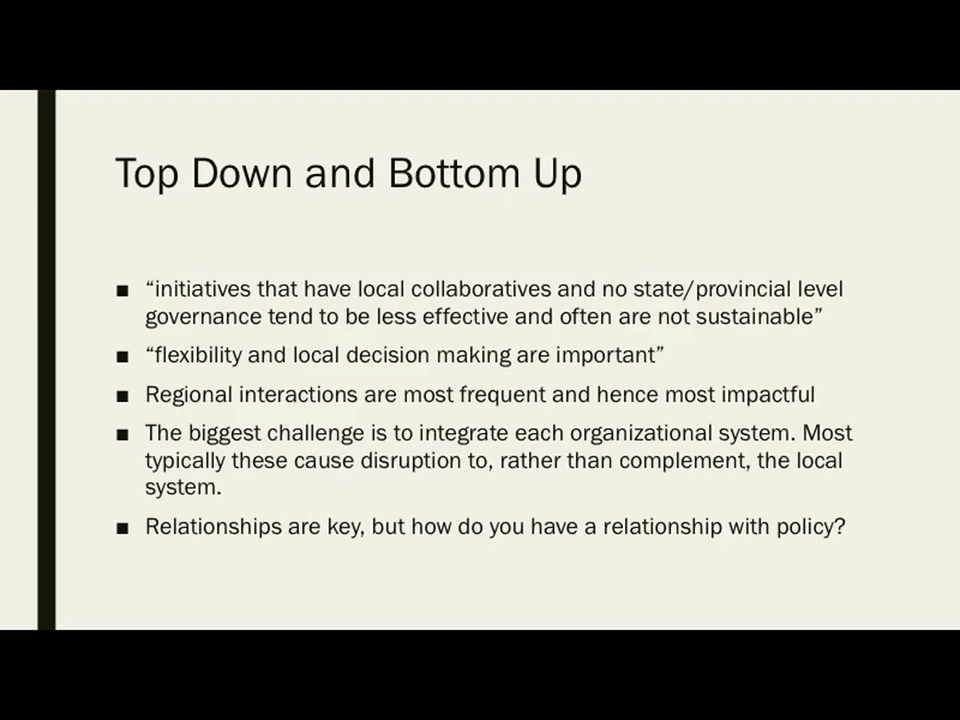 Top Down and Bottom Up
■ “initiatives that have local collaboratives and no state/provincial level
governance tend to be less effective and often are not sustainable”
■ “flexibility and local decision making are important”
■ Regional interactions are most frequent and hence most impactful
■ The biggest challenge is to integrate each organizational system. Most
typically these cause disruption to, rather than complement, the local
system.
■ Relationships are key, but how do you have a relationship with policy?